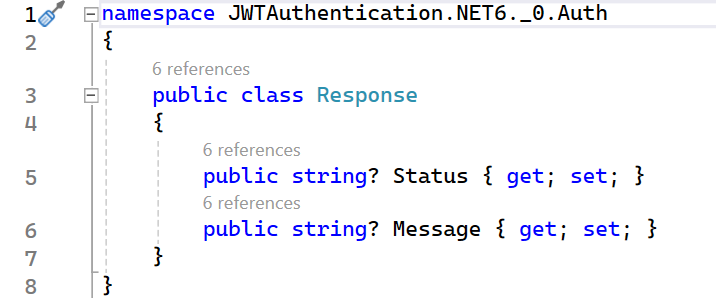 1 namespace JWTAuthentication.NET6._0.Auth
2 {
6 references
3 public class Response
4 {
6 references
5 public string? Status { get; set; }
6 references
6 public string? Message { get; set; }
7 }
8 }